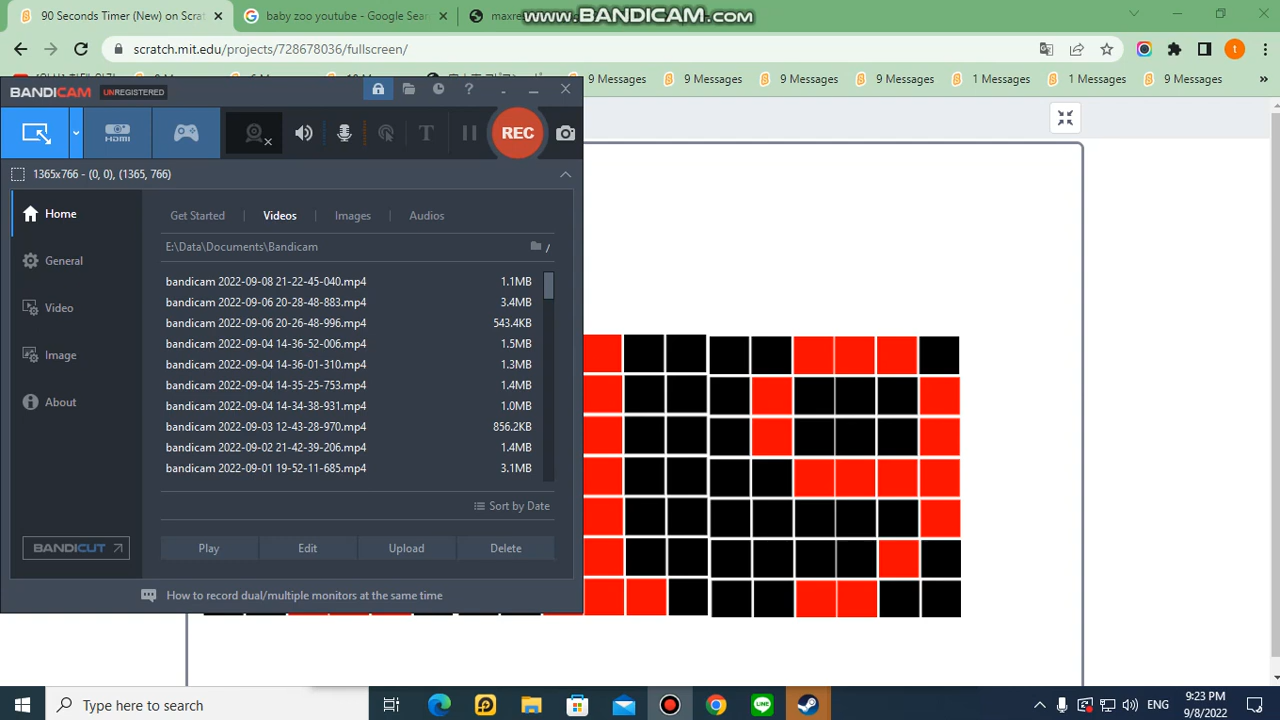 90 Seconds Timer (New) on Scratch
baby zoo youtube - Google Search
maxre
www.BANDICAM.com
scratch.mit.edu/projects/728678036/fullscreen/
t
9 Messages
9 Messages
9 Messages
9 Messages
9 Messages
1 Messages
1 Messages
9 Messages
BANDICAM
UNREGISTERED
HDMI
T
REC
1365x766 - (0, 0), (1365, 766)
Home
General
Video
Image
About
BANDICUT
Get Started
Videos
Images
Audios
E:\Data\Documents\Bandicam
bandicam 2022-09-08 21-22-45-040.mp4 1.1MB
bandicam 2022-09-06 20-28-48-883.mp4 3.4MB
bandicam 2022-09-06 20-26-48-996.mp4 543.4KB
bandicam 2022-09-04 14-36-52-006.mp4 1.5MB
bandicam 2022-09-04 14-36-01-310.mp4 1.3MB
bandicam 2022-09-04 14-35-25-753.mp4 1.4MB
bandicam 2022-09-04 14-34-38-931.mp4 1.0MB
bandicam 2022-09-03 12-43-28-970.mp4 856.2KB
bandicam 2022-09-02 21-42-39-206.mp4 1.4MB
bandicam 2022-09-01 19-52-11-685.mp4 3.1MB
Sort by Date
Play
Edit
Upload
Delete
How to record dual/multiple monitors at the same time
Type here to search
ENG
9:23 PM
9/8/2022